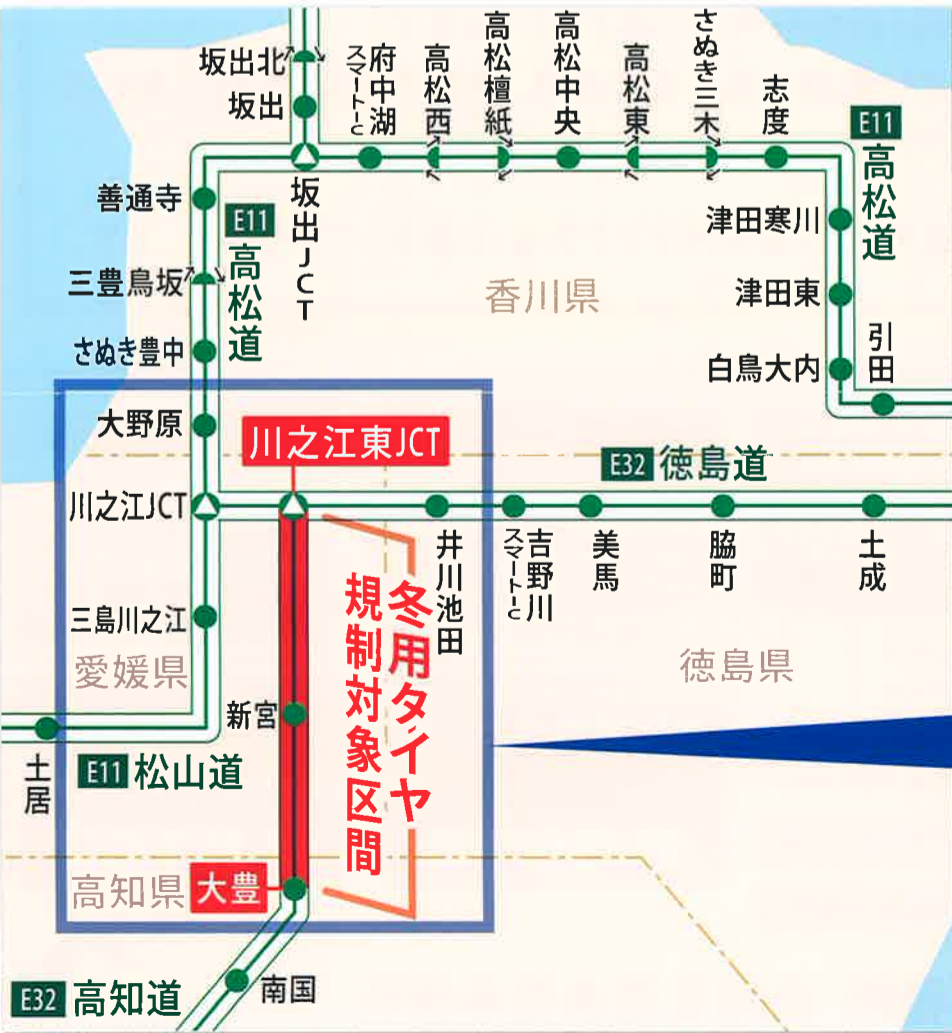 坂出北
坂出
府中湖
スマートIC
高松西
高松檀紙
高松中央
高松東
さぬき三木
志度
E11
高松道
善通寺
坂出JCT
E11
高松道
三豊鳥坂
さぬき豊中
津田寒川
津田東
白鳥大内
引田
香川県
大野原
川之江東JCT
E32 徳島道
川之江JCT
井川池田
吉野川
スマートIC
美馬
脇町
土成
三島川之江
愛媛県
冬用タイヤ
規制対象区間
徳島県
新宮
土居
E11 松山道
高知県
大豊
E32 高知道
南国